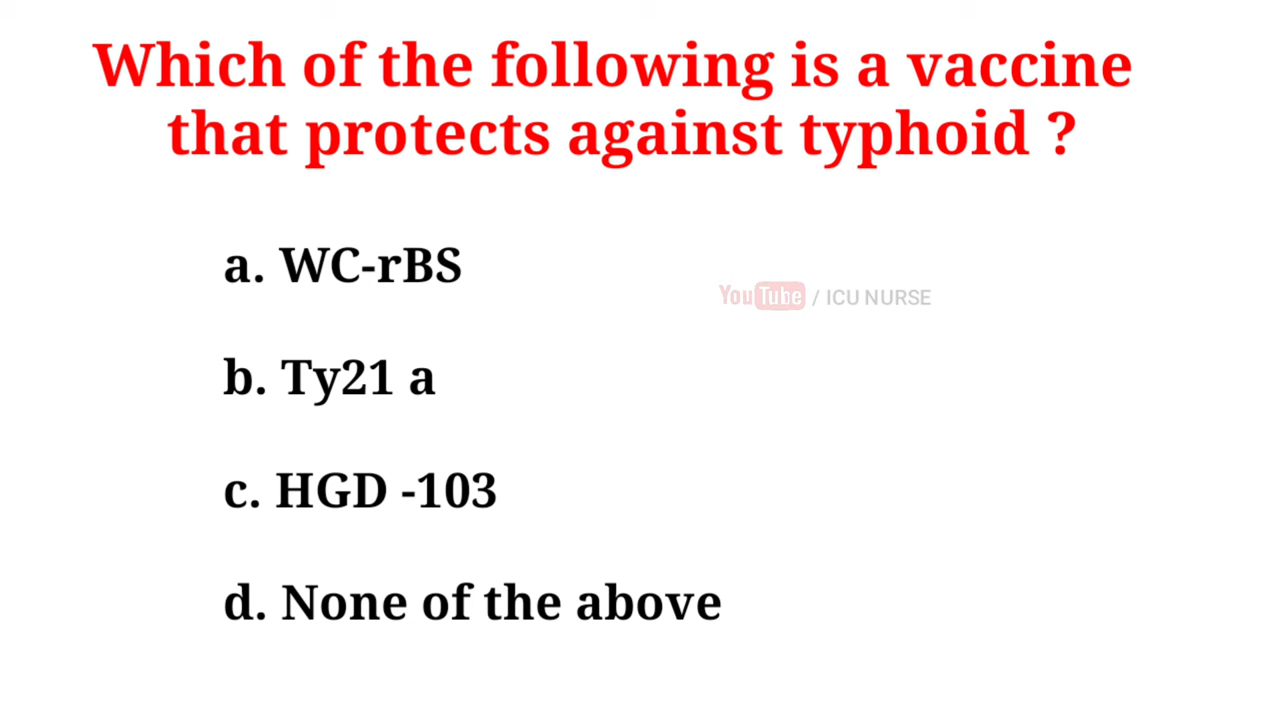 Which of the following is a vaccine
that protects against typhoid ?
a. WC-rBS
YouTube / ICU NURSE
b. Ty21 a
c. HGD -103
d. None of the above